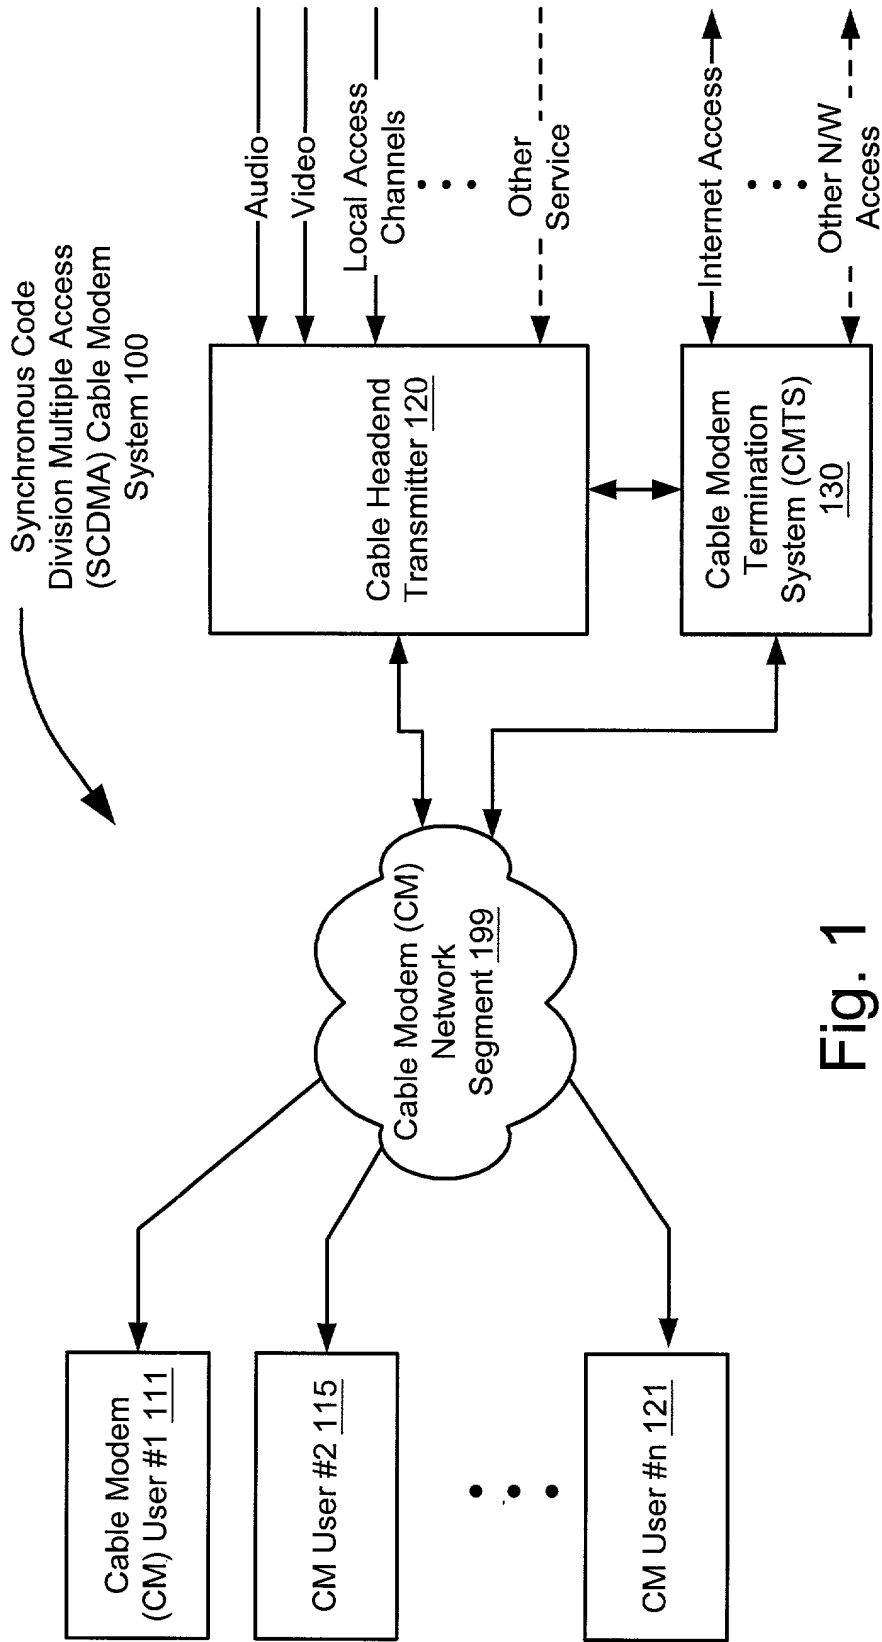 Synchronous Code
Division Multiple Access
(SCDMA) Cable Modem
System 100
Cable Modem
(CM) User #1 111
CM User #2 115
CM User #n 121
Cable Modem (CM)
Network
Segment 199
Cable Headend
Transmitter 120
Cable Modem
Termination
System (CMTS)
130
Audio
Video
Local Access
Channels
Other
Service
Internet Access
Other N/W
Access
Fig. 1